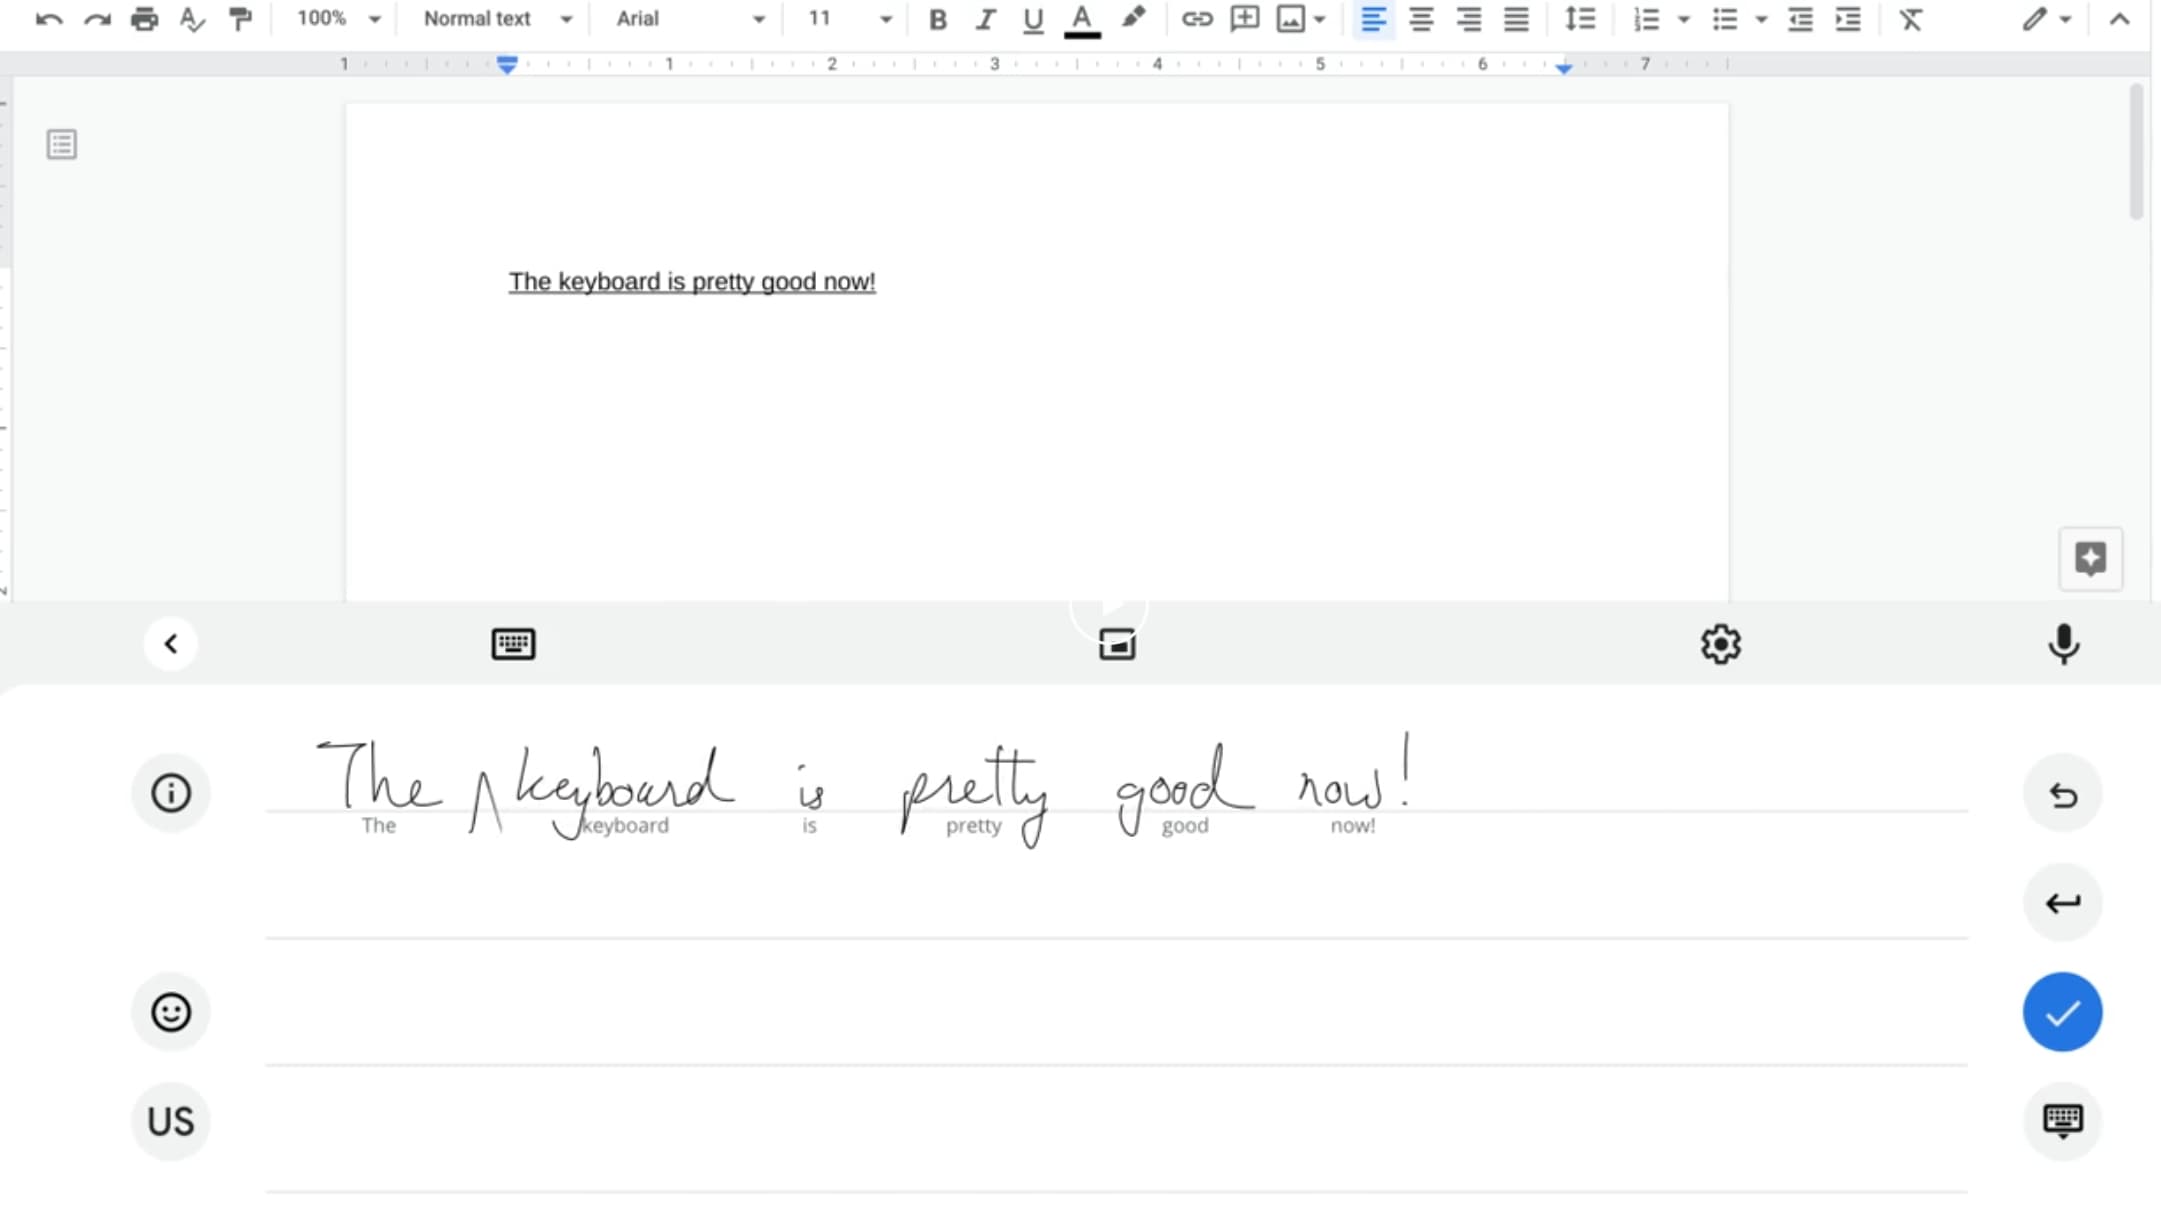 100% Normal text Arial 11 B I U A
1 1 2 3 4 5 6 7
The keyboard is pretty good now!
The keyboard is pretty good now!
The keyboard is pretty good now!
US